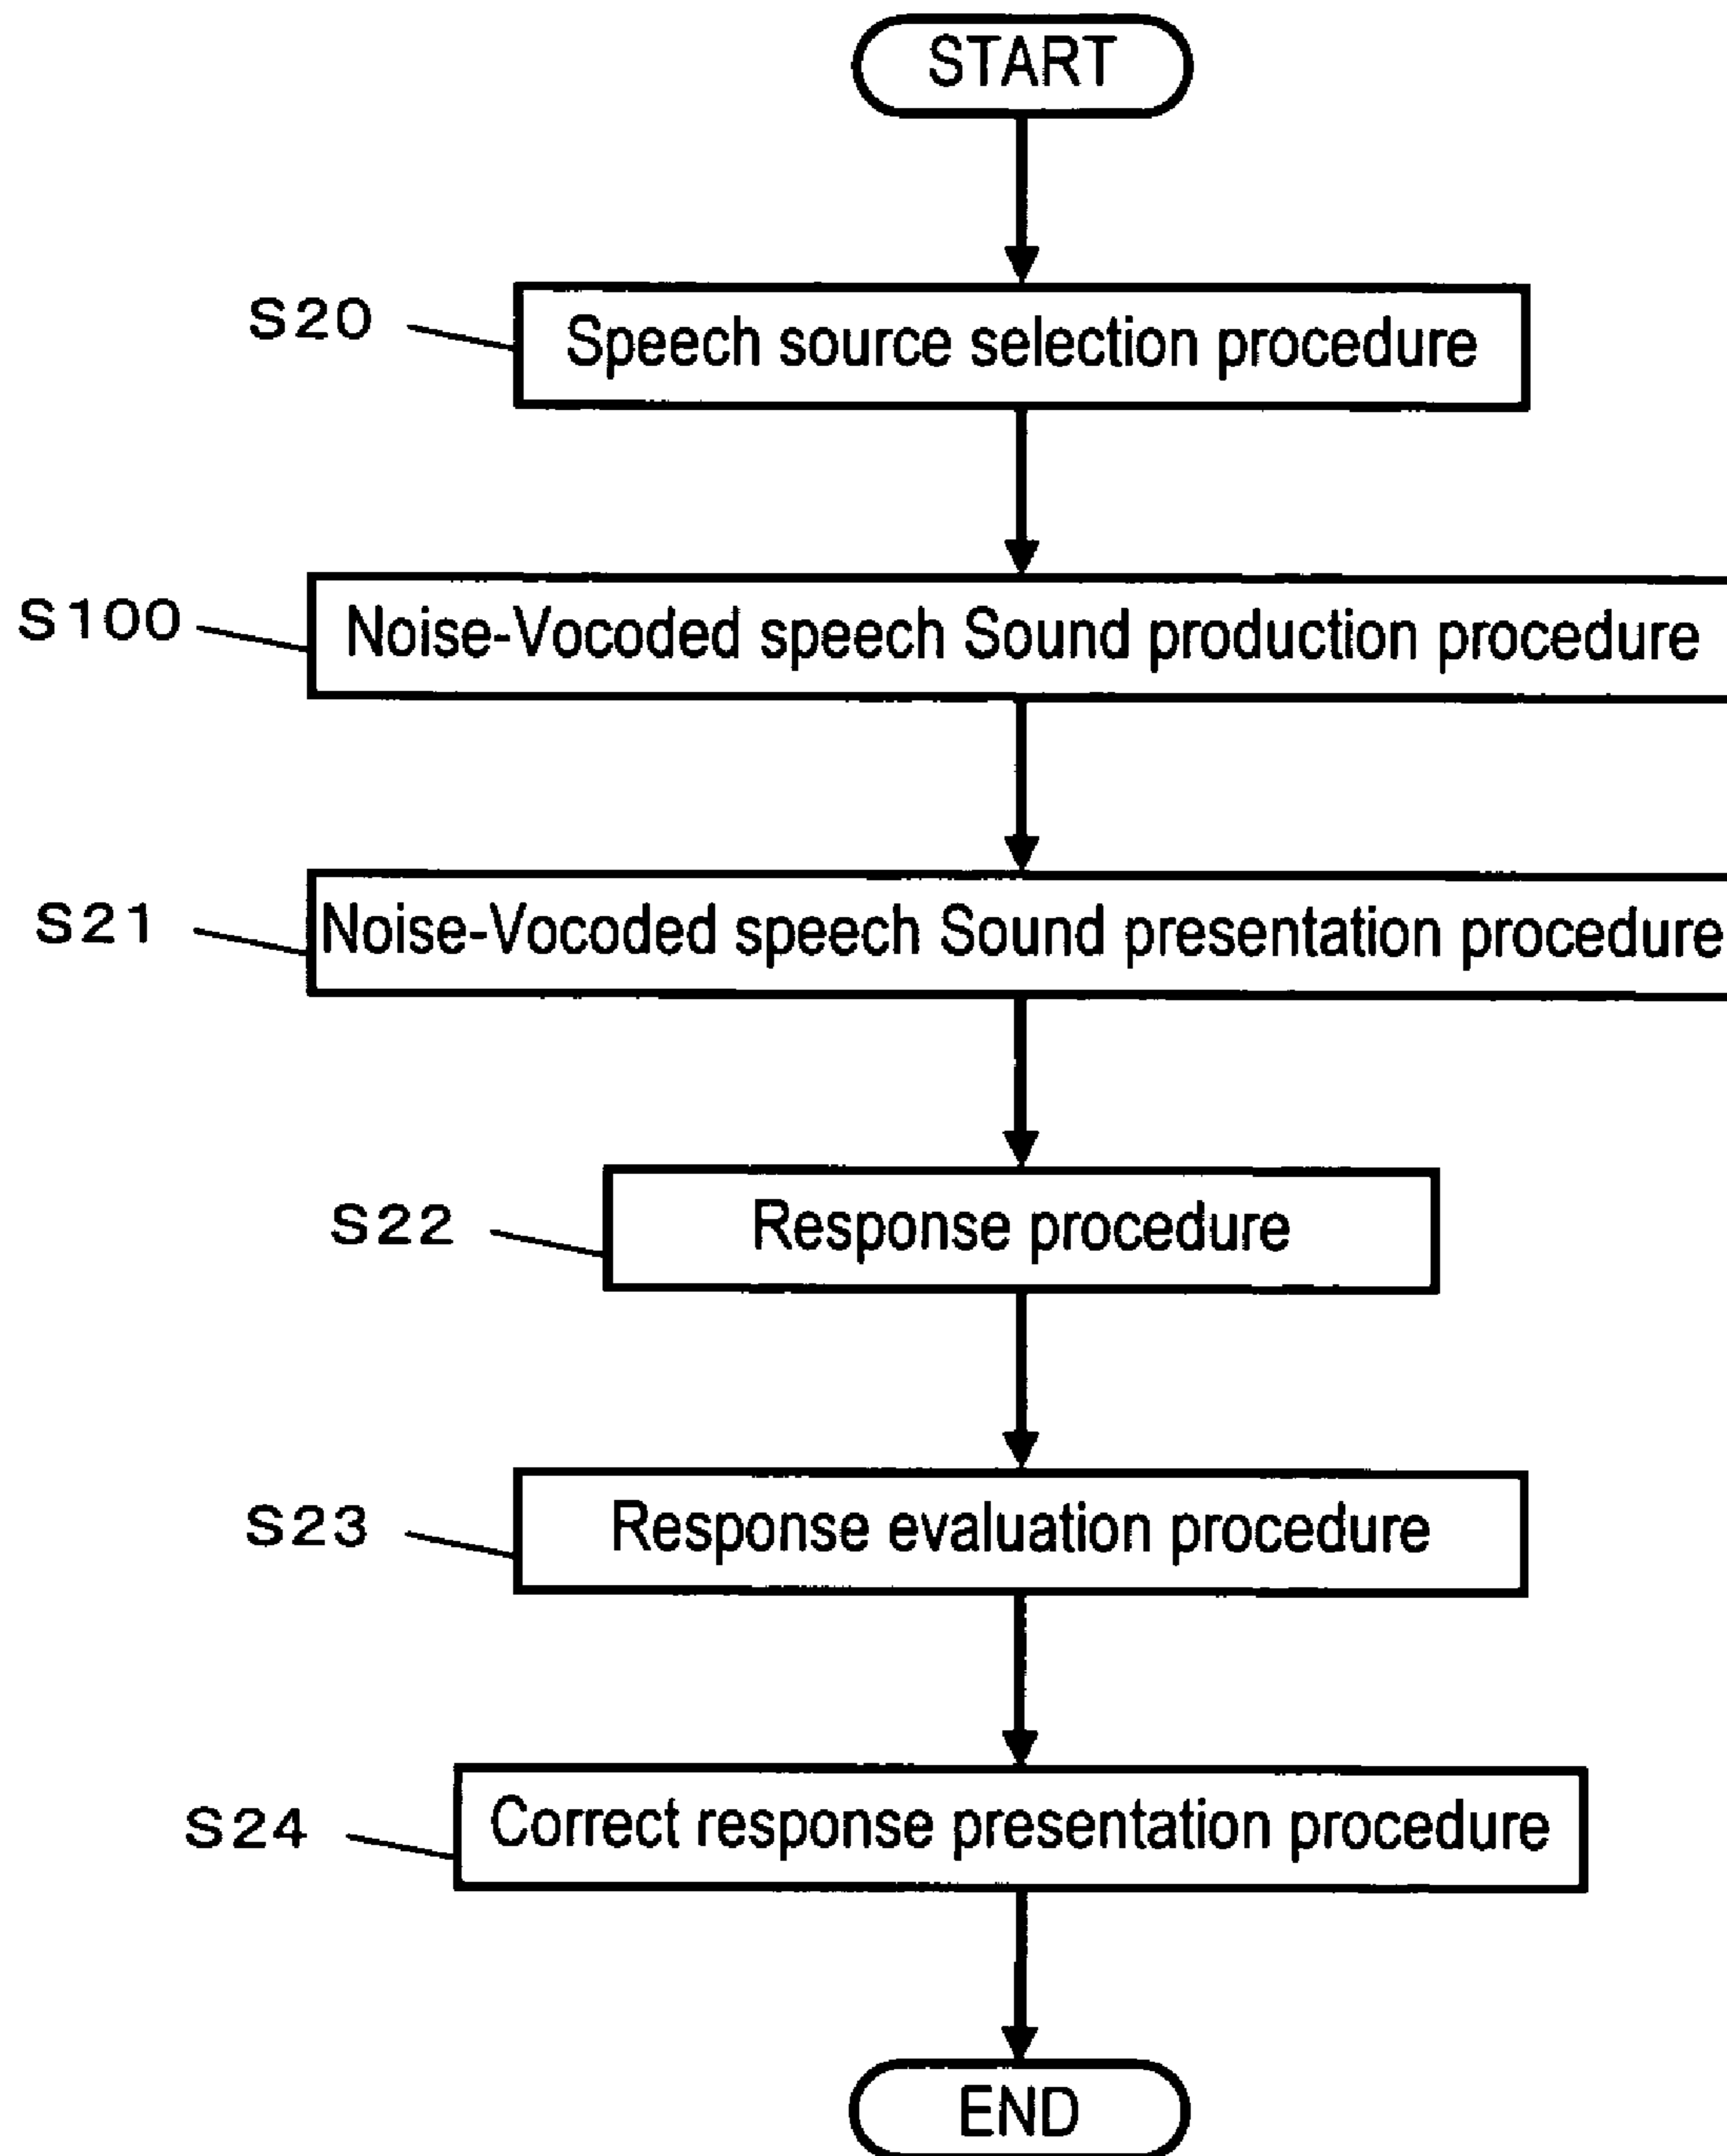 START
S20
Speech source selection procedure
S100
Noise-Vocoded speech Sound production procedure
S21
Noise-Vocoded speech Sound presentation procedure
S22
Response procedure
S23
Response evaluation procedure
S24
Correct response presentation procedure
END